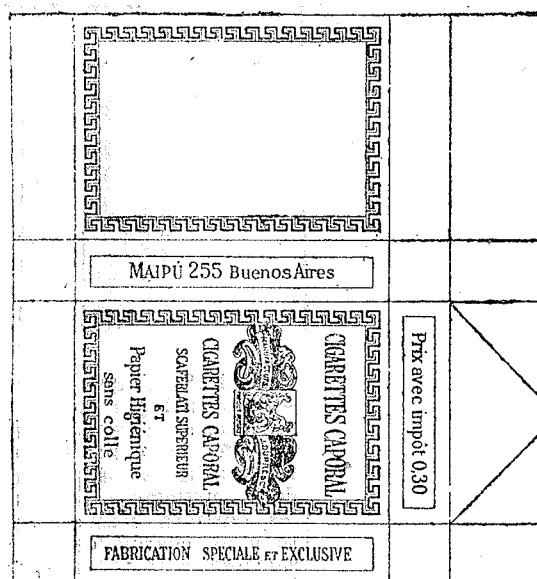 MAIPÚ 255 Buenos Aires
CIGARETTES CAPORAL
CIGARETTES CAPORAL
SCAFERLATI SUPERIEUR
ET
Papier Higiénique
sans colle
Prix avec impôt 0,30
FABRICATION SPECIALE ET EXCLUSIVE